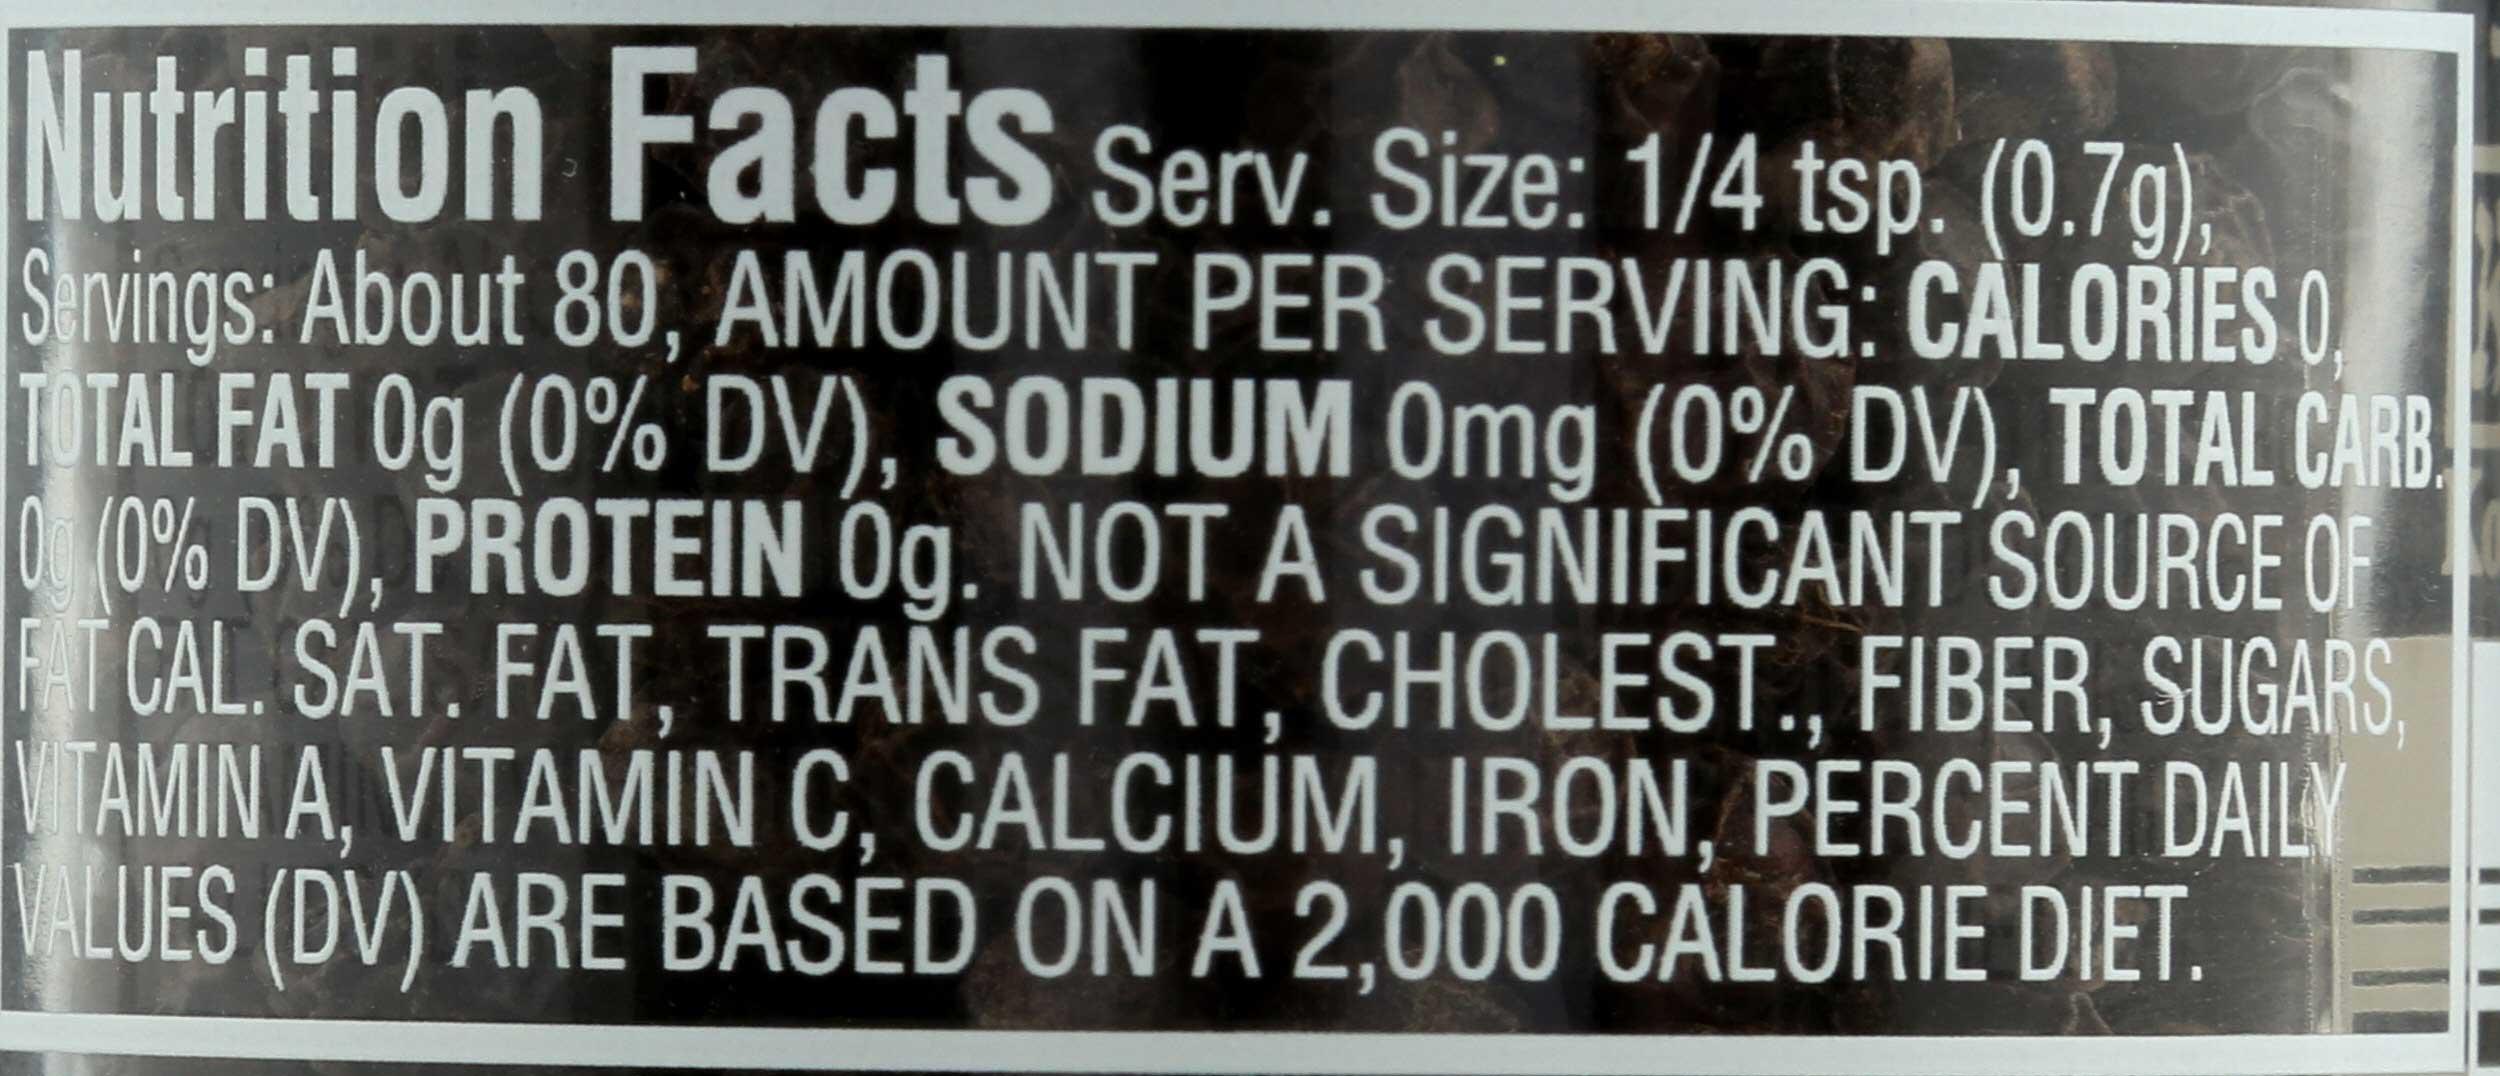 Nutrition Facts Serv. Size: 1/4 tsp. (0.7g),
Servings: About 80, AMOUNT PER SERVING: CALORIES 0,
TOTAL FAT 0g (0% DV), SODIUM 0mg (0% DV), TOTAL CARB.
0g (0% DV), PROTEIN 0g. NOT A SIGNIFICANT SOURCE OF
FAT CAL. SAT. FAT, TRANS FAT, CHOLEST., FIBER, SUGARS,
VITAMIN A, VITAMIN C, CALCIUM, IRON, PERCENT DAILY
VALUES (DV) ARE BASED ON A 2,000 CALORIE DIET.